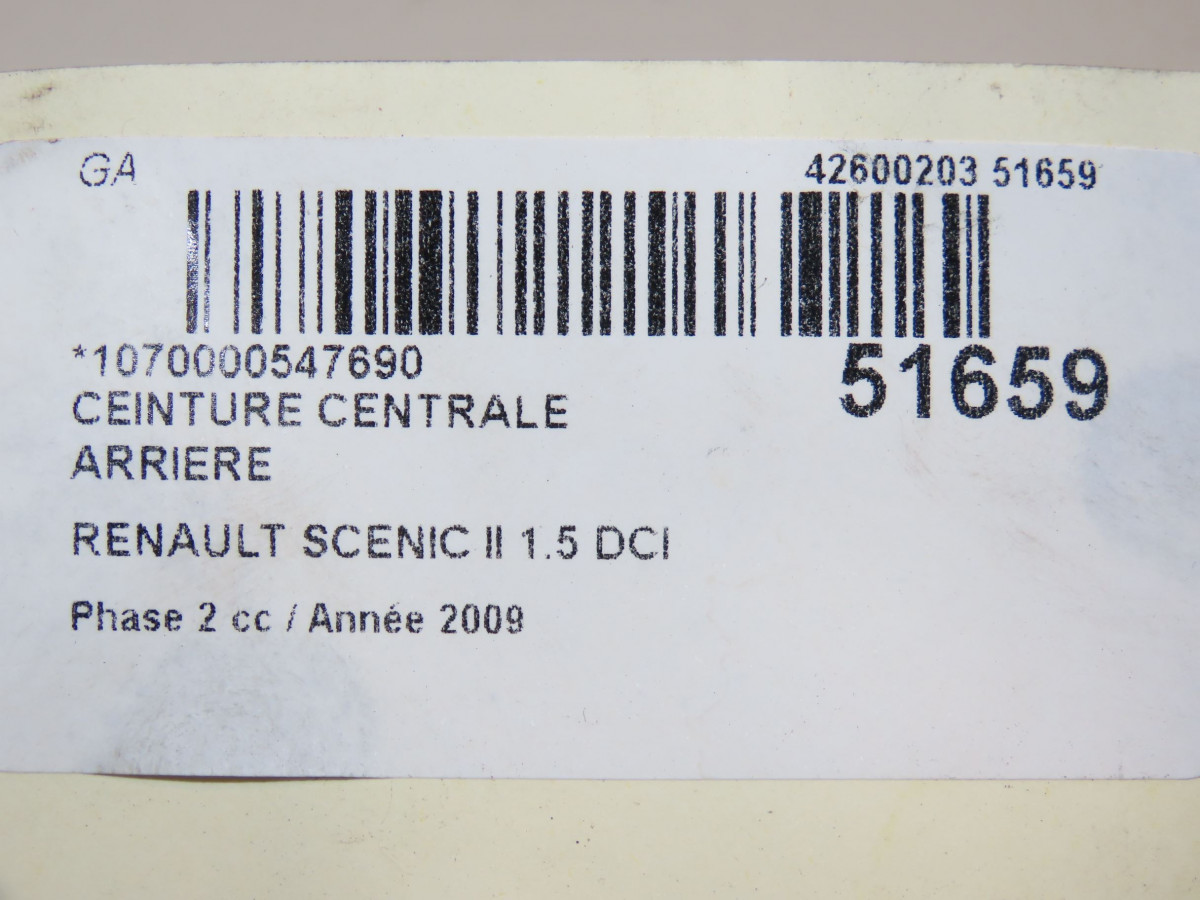 GA
42600203 51659
*1070000547690
51659
CEINTURE CENTRALE
ARRIERE
RENAULT SCENIC II 1.5 DCI
Phase 2 cc / Année 2009